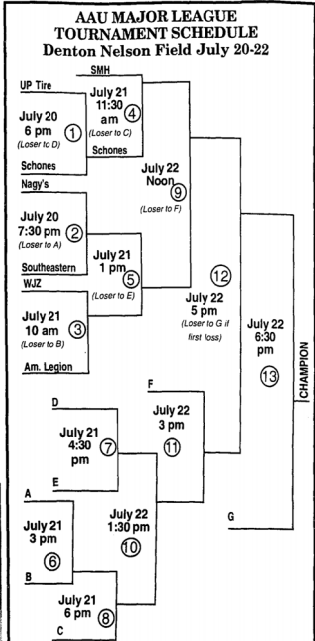 AAU MAJOR LEAGUE
TOURNAMENT SCHEDULE
Denton Nelson Field July 20-22
SMH
UP Tire
July 20
6 pm
(Loser to D)
1
Schones
July 21
11:30
am
(Loser to C)
4
Schones
Nagy's
July 20
7:30 pm
(Loser to A)
2
Southeastern
WJZ
July 21
10 am
(Loser to B)
3
Am. Legion
July 21
1 pm
(Loser to E)
5
July 22
Noon
9
(Loser to F)
12
July 22
5 pm
(Loser to G if
first loss)
July 22
6:30
pm
13
CHAMPION
F
D
July 21
4:30
pm
7
E
July 22
3 pm
11
A
July 21
3 pm
6
B
July 22
1:30 pm
10
July 21
6 pm
8
C
G